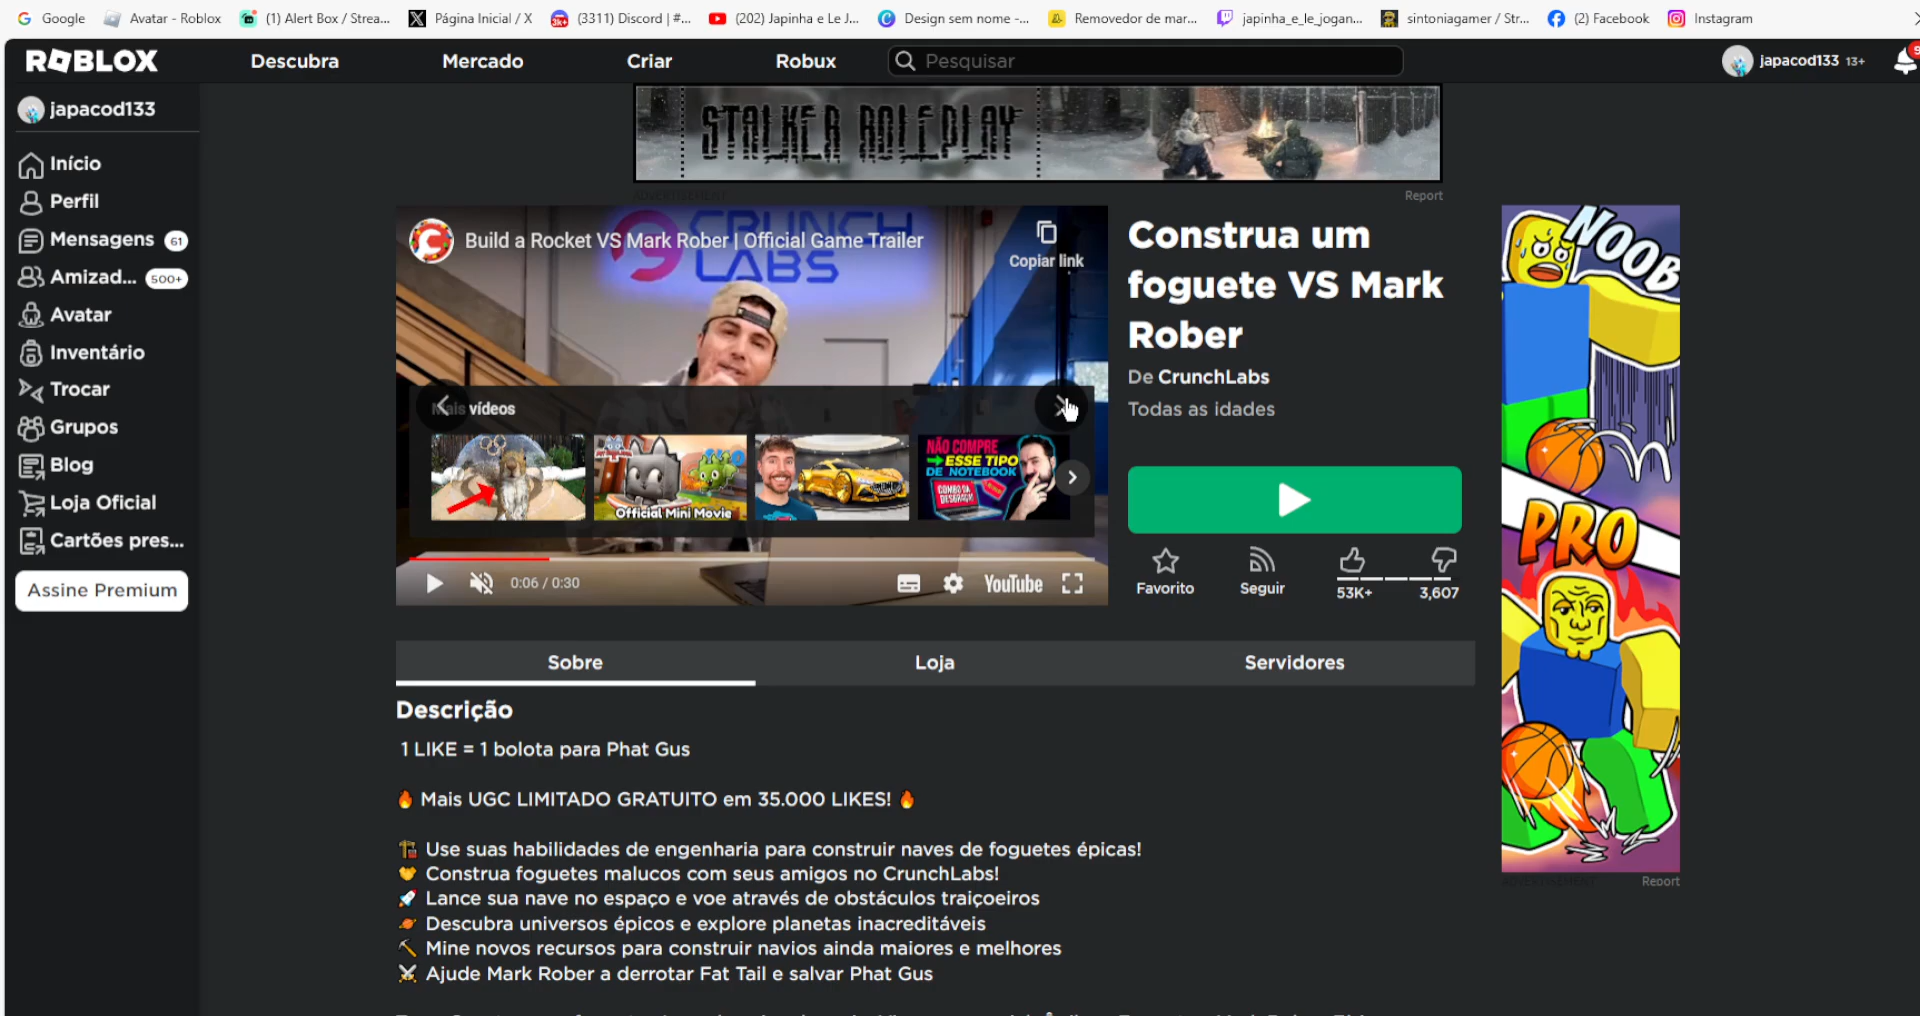 Google
Avatar - Roblox
(1) Alert Box / Strea...
Página Inicial / X
(3311) Discord | #...
(202) Japinha e Le J...
Design sem nome -...
Removedor de mar...
japinha_e_le_jogan...
sintoniagamer / Str...
(2) Facebook
Instagram
ROBLOX
Descubra
Mercado
Criar
Robux
Pesquisar
japacod133 13+
9
japacod133
Início
Perfil
Mensagens 61
Amizad... 500+
Avatar
Inventário
Trocar
Grupos
Blog
Loja Oficial
Cartões pres...
Assine Premium
STALKER ROLEPLAY
ADVERTISEMENT
Report
Build a Rocket VS Mark Rober | Official Game Trailer
CRUNCH
LABS
Copiar link
Mais vídeos
Official Mini Movie
NÃO COMPRE
ESSE TIPO
DE NOTEBOOK
COMBO DA
DESGRAÇA!
0:06 / 0:30
YouTube
Construa um
foguete VS Mark
Rober
De CrunchLabs
Todas as idades
Favorito
Seguir
53K+
3,607
NOOB
PRO
ADVERTISEMENT
Report
Sobre
Loja
Servidores
Descrição
1 LIKE = 1 bolota para Phat Gus
🔥 Mais UGC LIMITADO GRATUITO em 35.000 LIKES! 🔥
🏗️ Use suas habilidades de engenharia para construir naves de foguetes épicas!
🤝 Construa foguetes malucos com seus amigos no CrunchLabs!
🚀 Lance sua nave no espaço e voe através de obstáculos traiçoeiros
🪐 Descubra universos épicos e explore planetas inacreditáveis
⛏️ Mine novos recursos para construir navios ainda maiores e melhores
⚔️ Ajude Mark Rober a derrotar Fat Tail e salvar Phat Gus